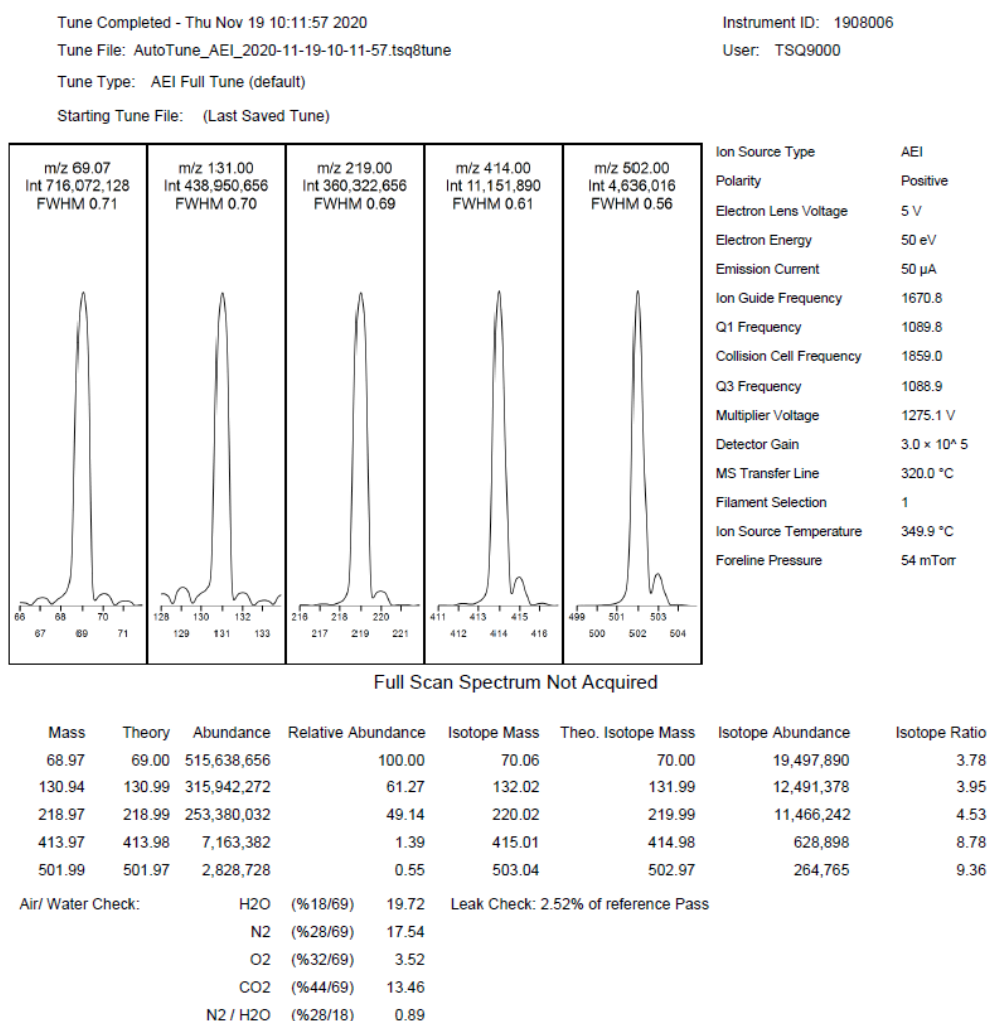 Tune Completed - Thu Nov 19 10:11:57 2020
Instrument ID: 1908006
Tune File: AutoTune_AEI_2020-11-19-10-11-57.tsq8tune
User: TSQ9000
Tune Type: AEI Full Tune (default)
Starting Tune File: (Last Saved Tune)
m/z 69.07
Int 716,072,128
FWHM 0.71
66 68 70
67 69 71
m/z 131.00
Int 438,950,656
FWHM 0.70
128 130 132
129 131 133
m/z 219.00
Int 360,322,656
FWHM 0.69
216 218 220
217 219 221
m/z 414.00
Int 11,151,890
FWHM 0.61
411 413 415
412 414 416
m/z 502.00
Int 4,636,016
FWHM 0.56
499 501 503
500 502 504
Ion Source Type AEI
Polarity Positive
Electron Lens Voltage 5 V
Electron Energy 50 eV
Emission Current 50 µA
Ion Guide Frequency 1670.8
Q1 Frequency 1089.8
Collision Cell Frequency 1859.0
Q3 Frequency 1088.9
Multiplier Voltage 1275.1 V
Detector Gain 3.0 × 10^ 5
MS Transfer Line 320.0 °C
Filament Selection 1
Ion Source Temperature 349.9 °C
Foreline Pressure 54 mTorr
Full Scan Spectrum Not Acquired
Mass Theory Abundance Relative Abundance Isotope Mass Theo. Isotope Mass Isotope Abundance Isotope Ratio
68.97 69.00 515,638,656 100.00 70.06 70.00 19,497,890 3.78
130.94 130.99 315,942,272 61.27 132.02 131.99 12,491,378 3.95
218.97 218.99 253,380,032 49.14 220.02 219.99 11,466,242 4.53
413.97 413.98 7,163,382 1.39 415.01 414.98 628,898 8.78
501.99 501.97 2,828,728 0.55 503.04 502.97 264,765 9.36
Air/ Water Check: H2O (%18/69) 19.72 Leak Check: 2.52% of reference Pass
N2 (%28/69) 17.54
O2 (%32/69) 3.52
CO2 (%44/69) 13.46
N2 / H2O (%28/18) 0.89